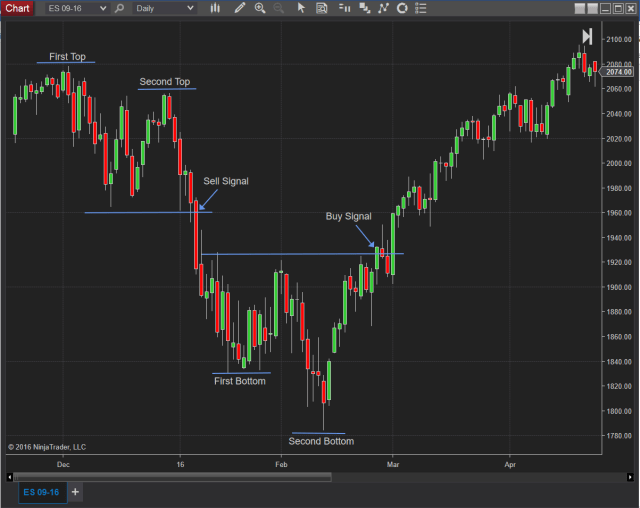 Chart
ES 09-16
Daily
First Top
Second Top
Sell Signal
Buy Signal
First Bottom
Second Bottom
2100.00
2080.00
2074.00
2060.00
2040.00
2020.00
2000.00
1980.00
1960.00
1940.00
1920.00
1900.00
1880.00
1860.00
1840.00
1820.00
1800.00
1780.00
© 2016 NinjaTrader, LLC
Dec 16 Feb Mar Apr
ES 09-16 +